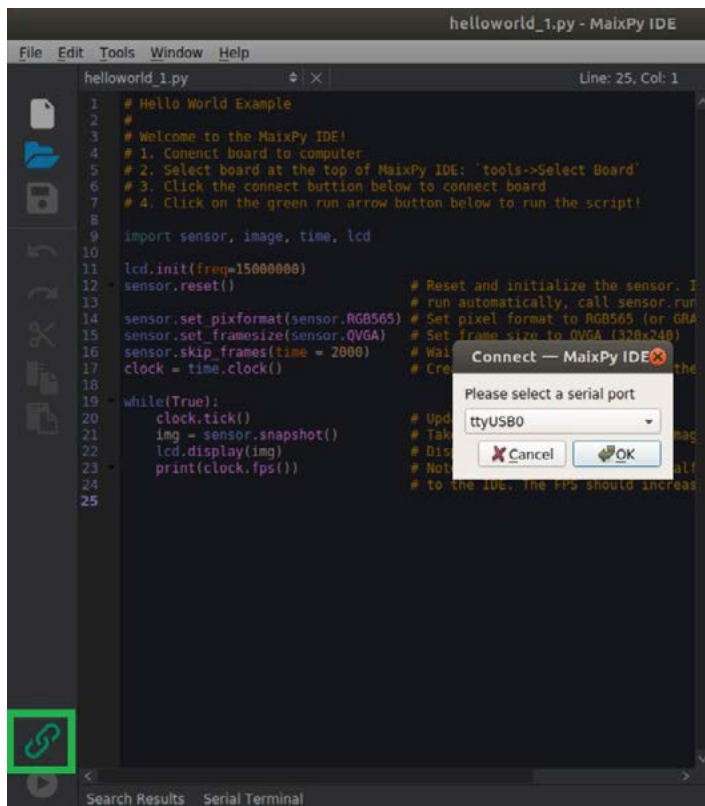 helloworld_1.py - MaixPy IDE
File Edit Tools Window Help
helloworld_1.py
Line: 25, Col: 1
1 # Hello World Example
2 #
3 # Welcome to the MaixPy IDE!
4 # 1. Conenct board to computer
5 # 2. Select board at the top of MaixPy IDE: `tools->Select Board`
6 # 3. Click the connect buttion below to connect board
7 # 4. Click on the green run arrow button below to run the script!
8
9 import sensor, image, time, lcd
10
11 lcd.init(freq=15000000)
12 sensor.reset() # Reset and initialize the sensor. I
13 # run automatically, call sensor.run
14 sensor.set_pixformat(sensor.RGB565) # Set pixel format to RGB565 (or GRA
15 sensor.set_framesize(sensor.QVGA) # Set frame size to QVGA (320x240)
16 sensor.skip_frames(time = 2000) # Wai
17 clock = time.clock() # Cre the
18
19 while(True):
20 clock.tick() # Upda
21 img = sensor.snapshot() # Tak mag
22 lcd.display(img) # Dis
23 print(clock.fps()) # Not alf
24 # to the IDE. The FPS should increas
25
Connect — MaixPy IDE
Please select a serial port
ttyUSB0
Cancel OK
Search Results Serial Terminal